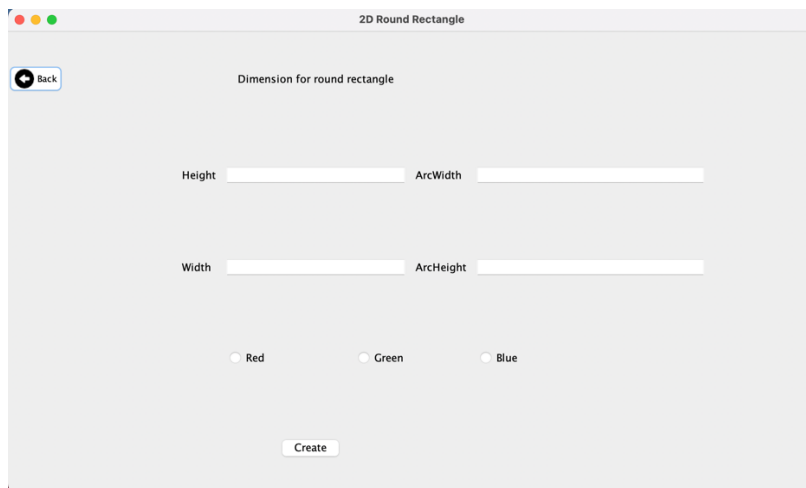 2D Round Rectangle
Back
Dimension for round rectangle
Height
ArcWidth
Width
ArcHeight
Red
Green
Blue
Create